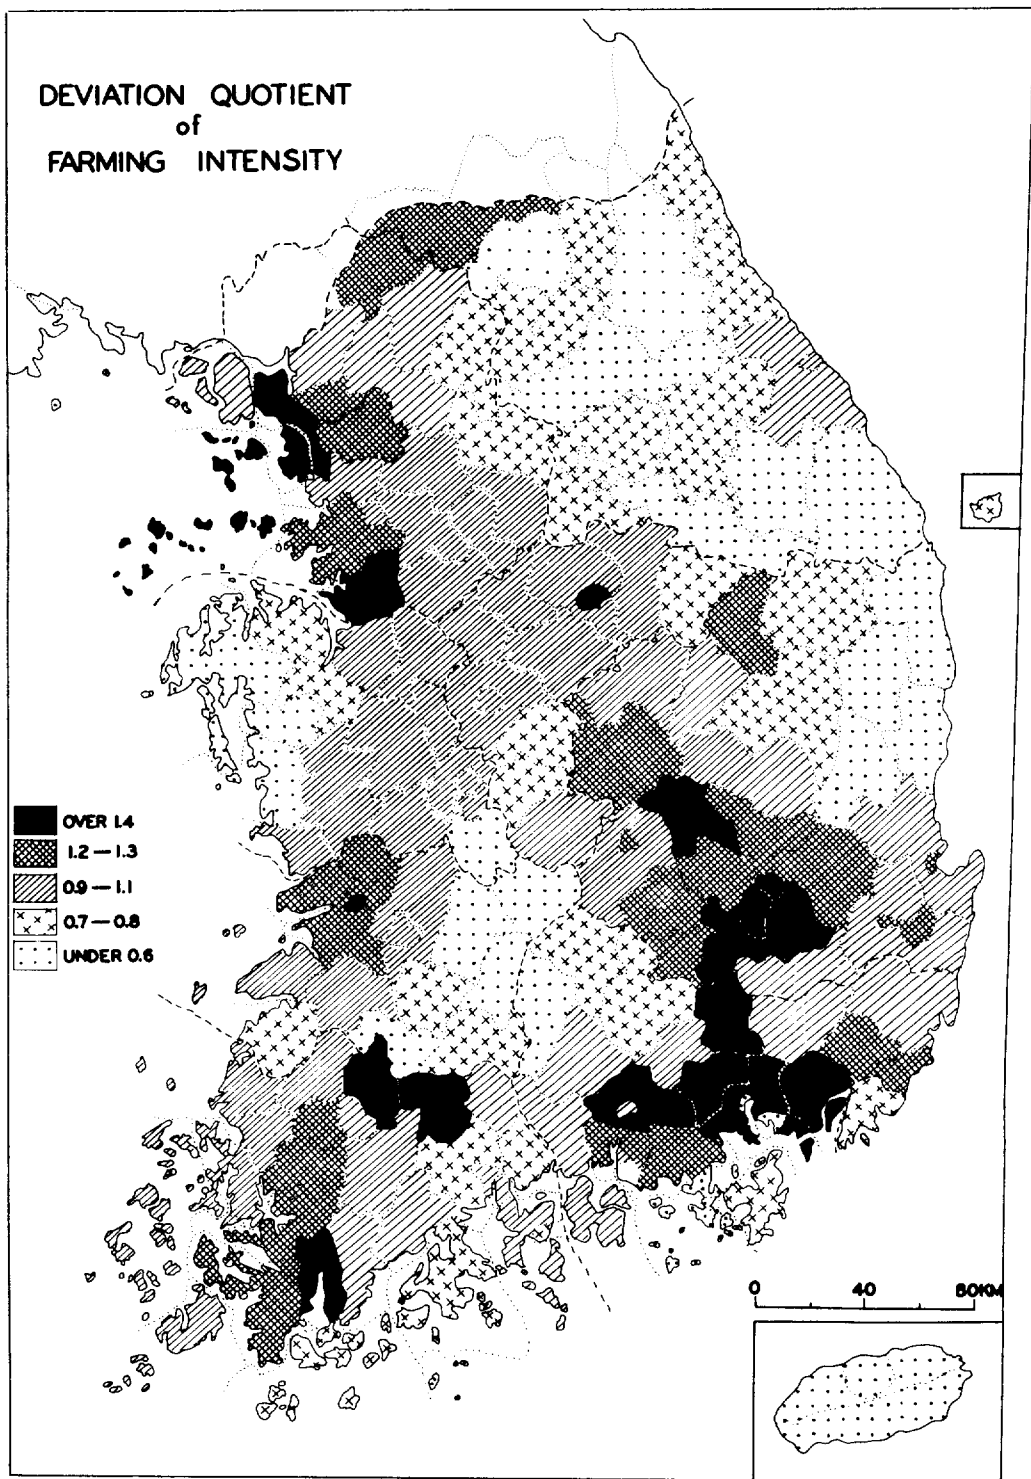 DEVIATION QUOTIENT
of
FARMING INTENSITY
OVER 1.4
1.2—1.3
0.9—1.1
0.7—0.8
UNDER 0.6
0 40 80KM